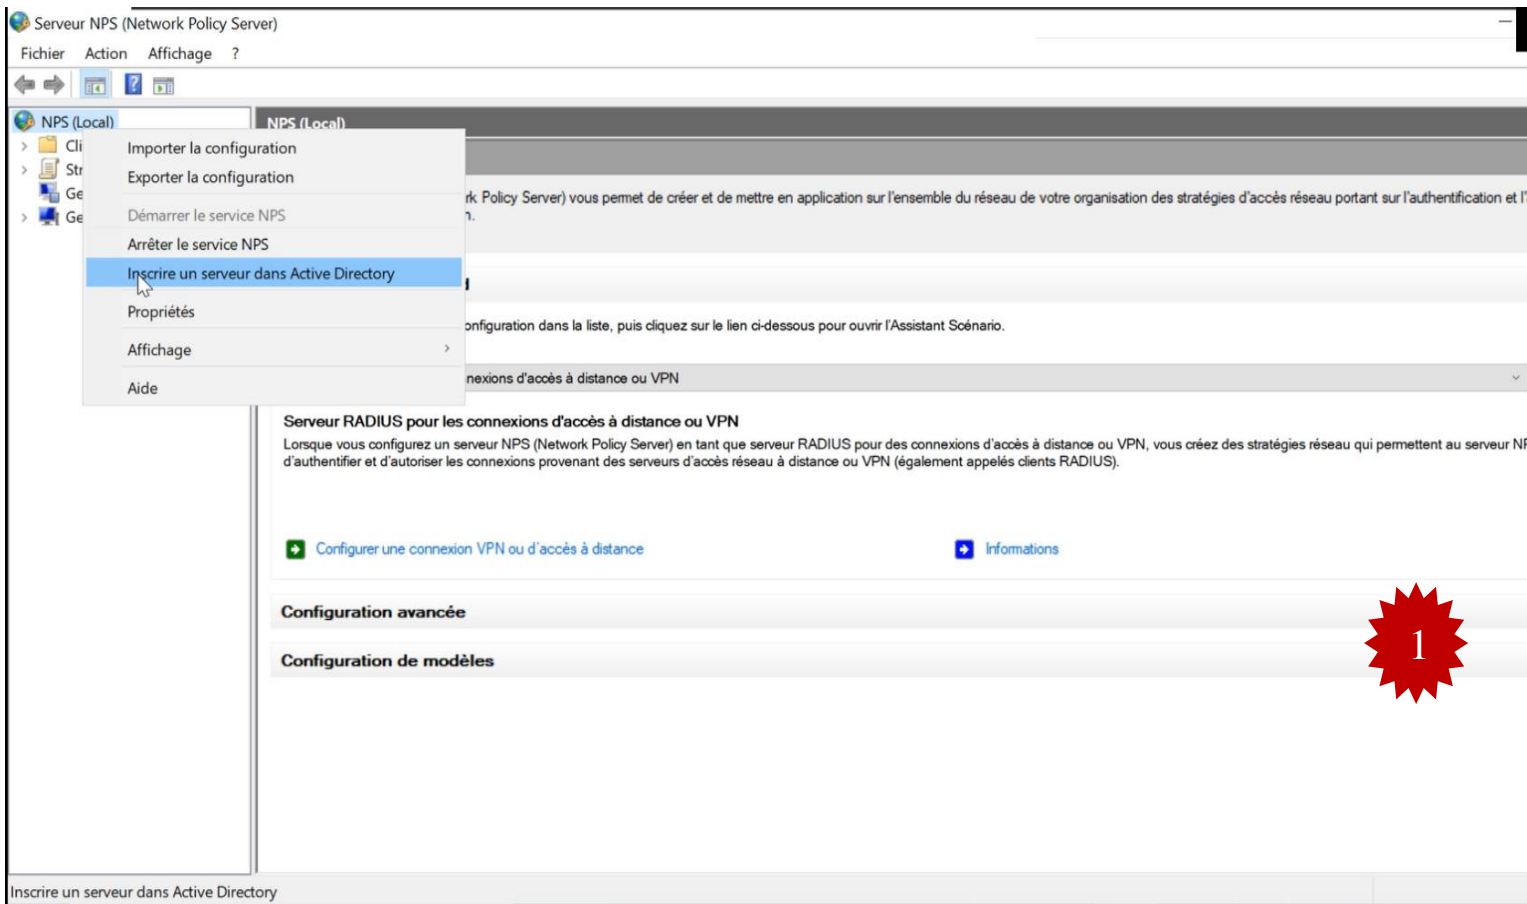 Serveur NPS (Network Policy Server)
Fichier Action Affichage ?
NPS (Local)
NPS (Local)
Cli
Str
Ge
Ge
Importer la configuration
Exporter la configuration
Démarrer le service NPS
Arrêter le service NPS
Inscrire un serveur dans Active Directory
Propriétés
Affichage
Aide
rk Policy Server) vous permet de créer et de mettre en application sur l'ensemble du réseau de votre organisation des stratégies d'accès réseau portant sur l'authentification et l'
n.
onfiguration dans la liste, puis cliquez sur le lien ci-dessous pour ouvrir l'Assistant Scénario.
nexions d'accès à distance ou VPN
Serveur RADIUS pour les connexions d'accès à distance ou VPN
Lorsque vous configurez un serveur NPS (Network Policy Server) en tant que serveur RADIUS pour des connexions d'accès à distance ou VPN, vous créez des stratégies réseau qui permettent au serveur NP
d'authentifier et d'autoriser les connexions provenant des serveurs d'accès réseau à distance ou VPN (également appelés clients RADIUS).
Configurer une connexion VPN ou d'accès à distance
Informations
Configuration avancée
Configuration de modèles
1
Inscrire un serveur dans Active Directory